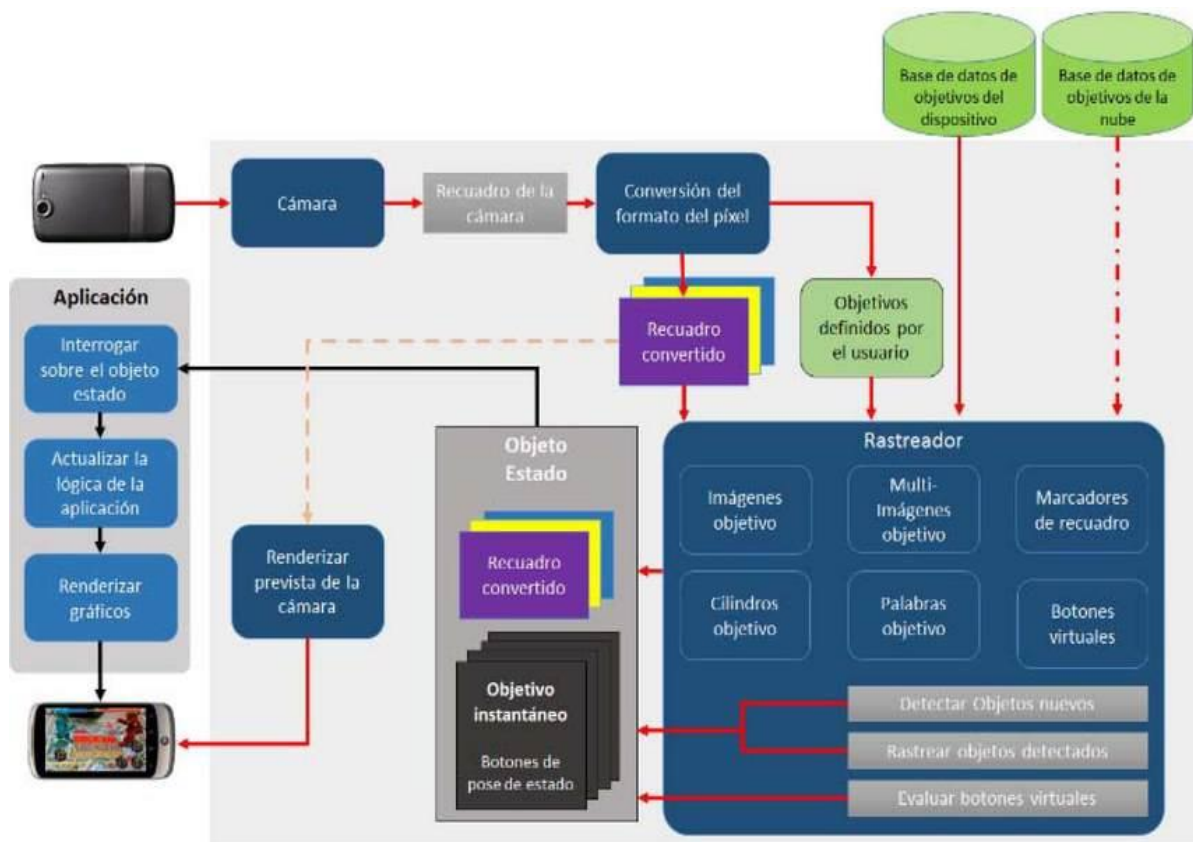 Base de datos de
objetivos del
dispositivo
Base de datos de
objetivos de la
nube
Cámara
Recuadro de la
cámara
Conversión del
formato del píxel
Aplicación
Interrogar
sobre el objeto
estado
Actualizar la
lógica de la
aplicación
Renderizar
gráficos
Recuadro
convertido
Objetivos
definidos por
el usuario
Renderizar
prevista de la
cámara
Objeto
Estado
Recuadro
convertido
Objetivo
instantáneo
Botones de
pose de estado
Rastreador
Imágenes
objetivo
Multi-
Imágenes
objetivo
Marcadores
de recuadro
Cilindros
objetivo
Palabras
objetivo
Botones
virtuales
Detectar Objetos nuevos
Rastrear objetos detectados
Evaluar botones virtuales